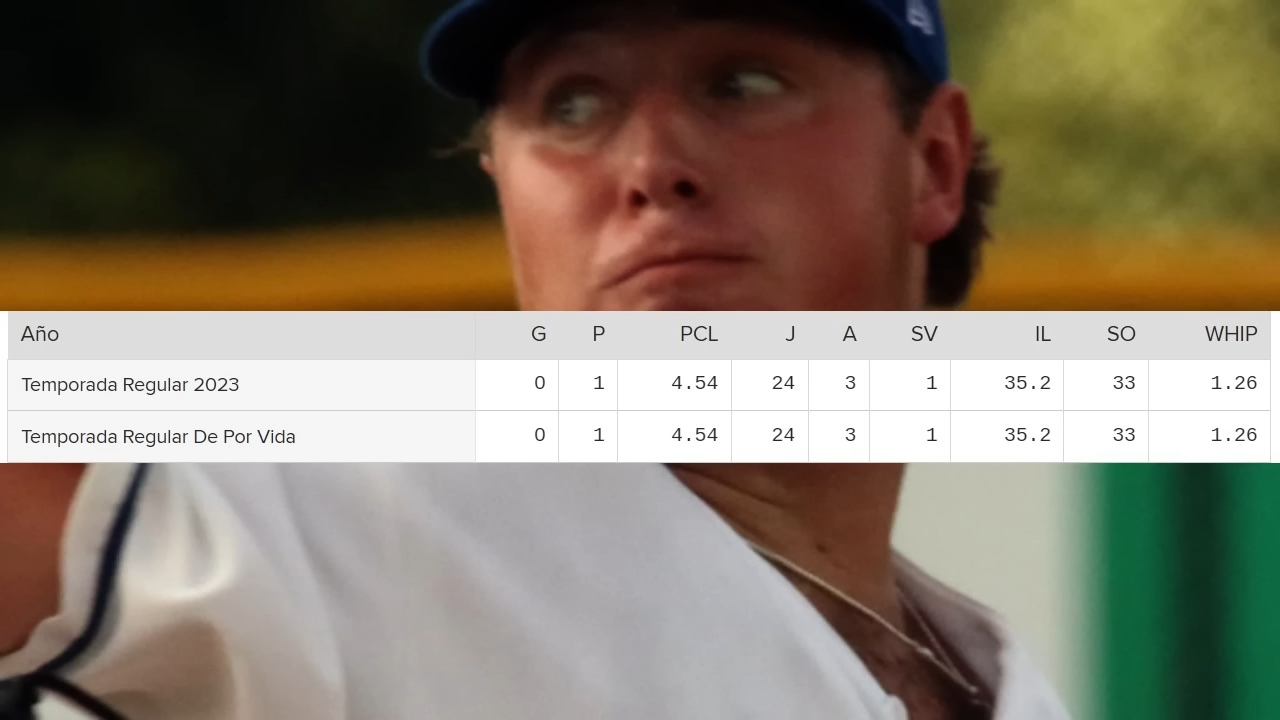 Año G P PCL J A SV IL SO WHIP
Temporada Regular 2023 0 1 4.54 24 3 1 35.2 33 1.26
Temporada Regular De Por Vida 0 1 4.54 24 3 1 35.2 33 1.26